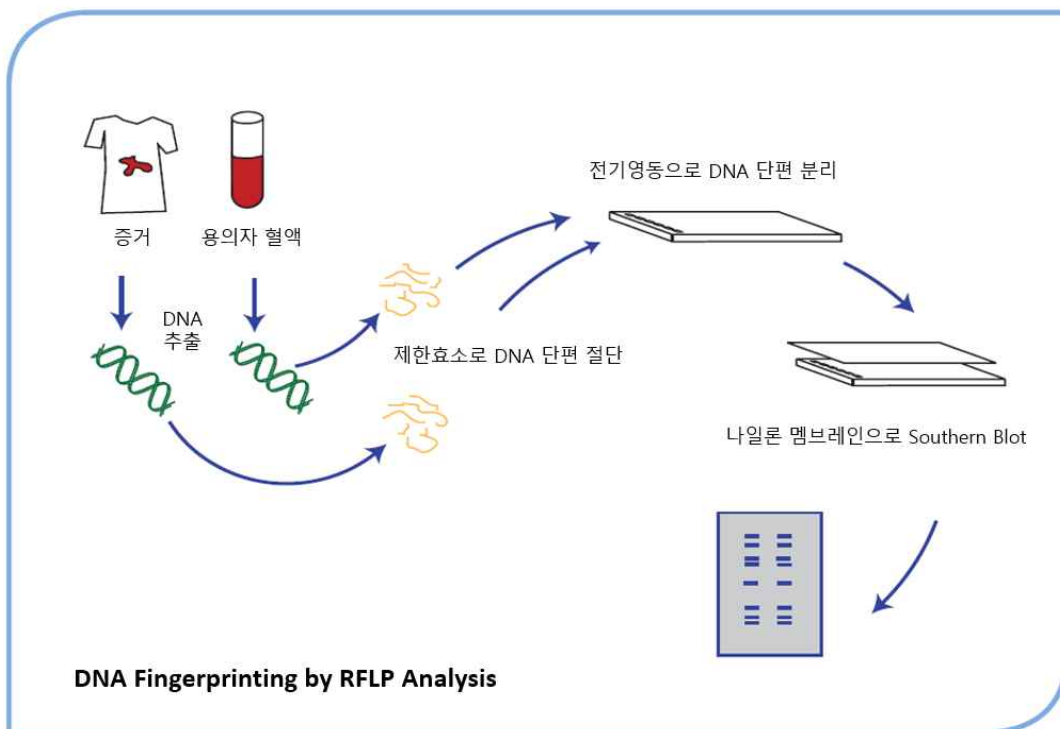 증거
용의자 혈액
DNA
추출
제한효소로 DNA 단편 절단
전기영동으로 DNA 단편 분리
나일론 멤브레인으로 Southern Blot
DNA Fingerprinting by RFLP Analysis